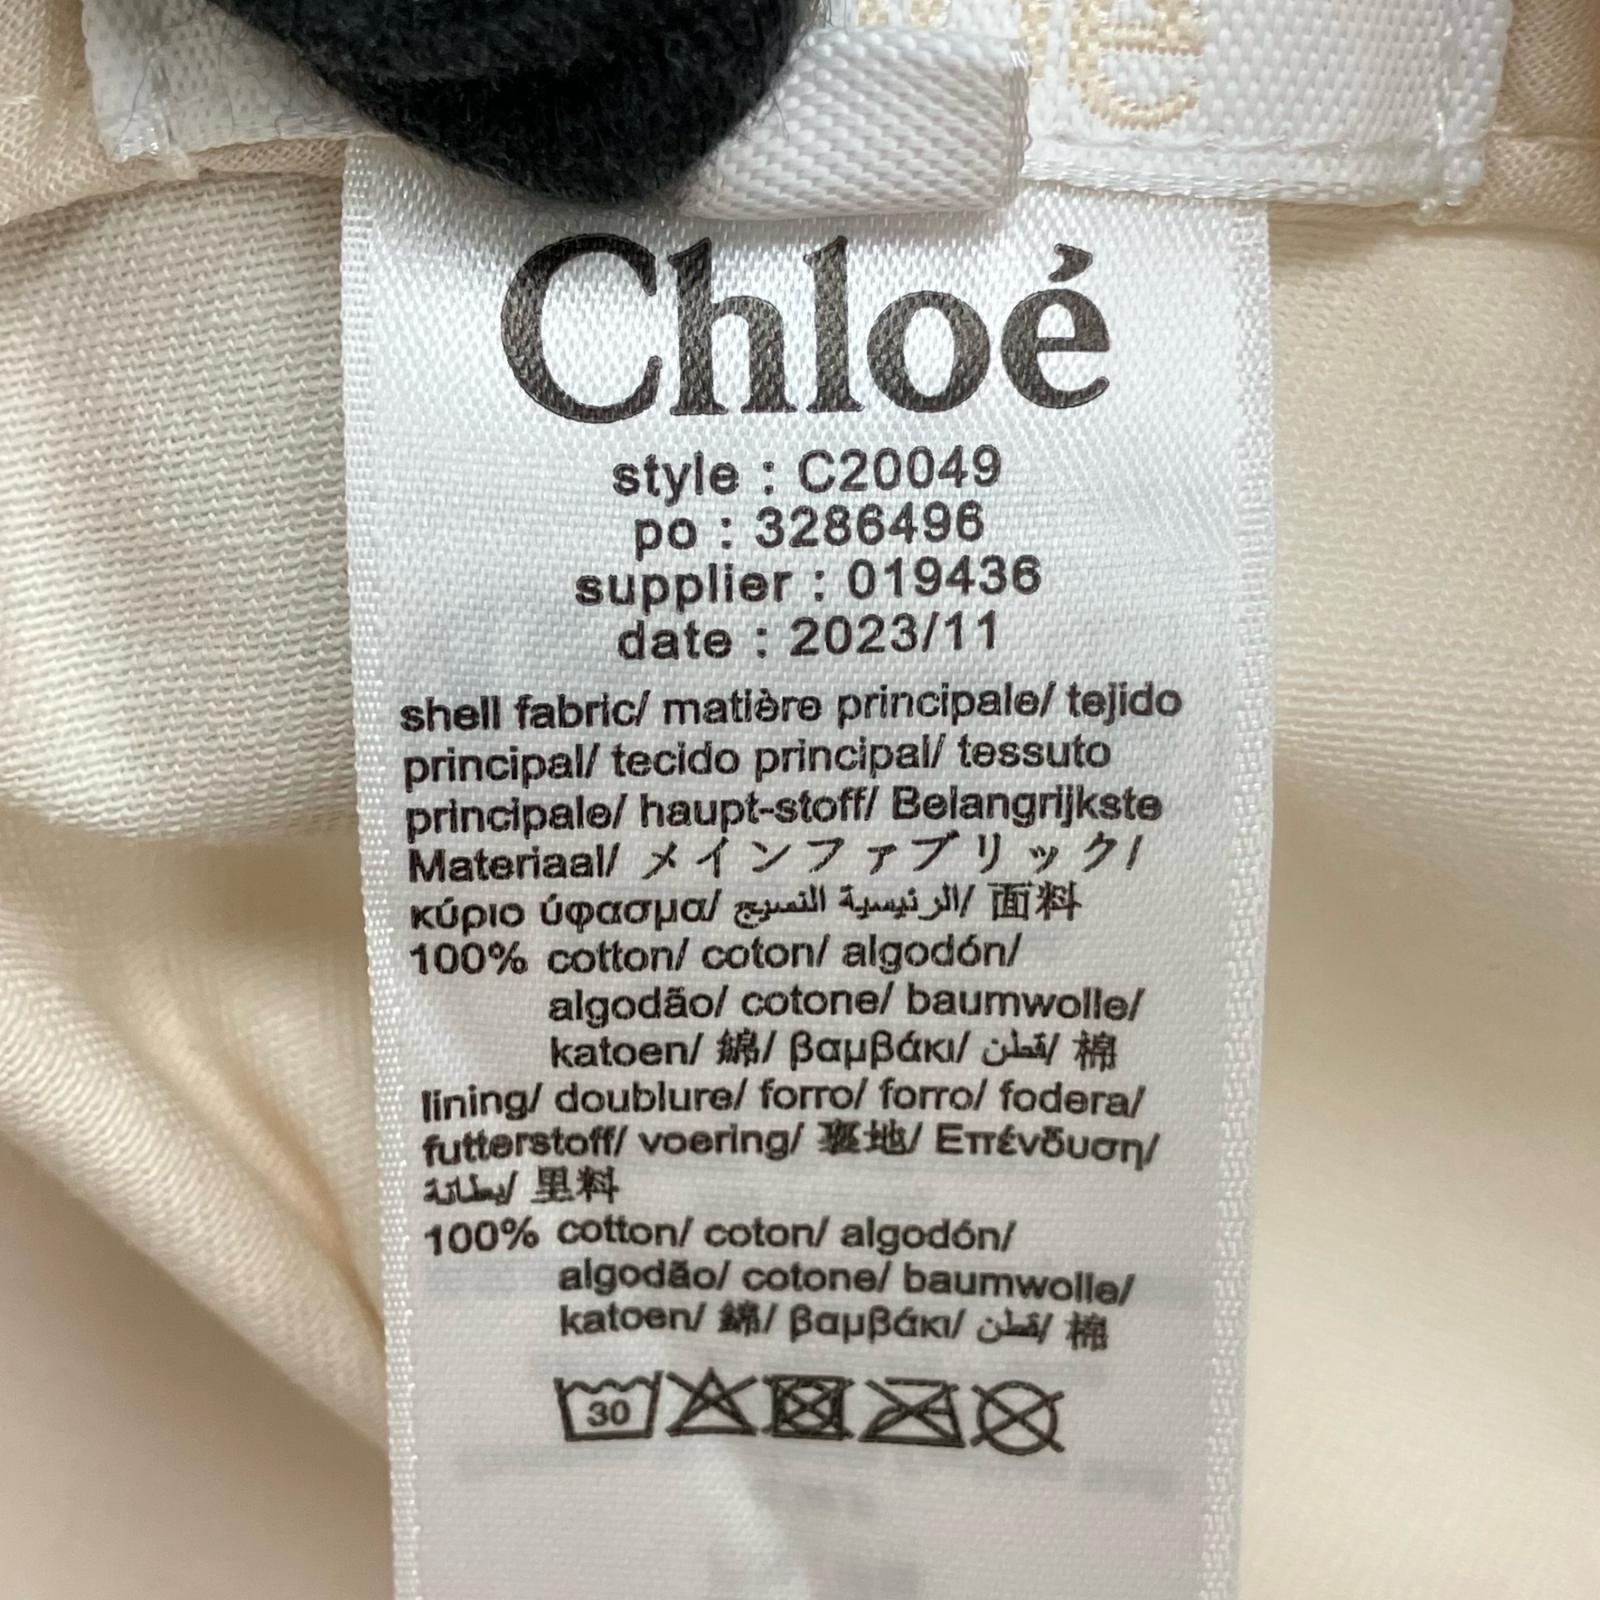 Chloé
style : C20049
po : 3286496
supplier : 019436
date : 2023/11
shell fabric/ matière principale/ tejido
principal/ tecido principal/ tessuto
principale/ haupt-stoff/ Belangrijkste
Materiaal/ メインファブリック/
κύριο ύφασμα/ الرئيسية النسيج/ 面料
100% cotton/ coton/ algodón/
algodão/ cotone/ baumwolle/
katoen/ 綿/ βαμβάκι/ قطن/ 棉
lining/ doublure/ forro/ forro/ fodera/
futterstoff/ voering/ 裏地/ Επένδυση/
بطانة/ 里料
100% cotton/ coton/ algodón/
algodão/ cotone/ baumwolle/
katoen/ 綿/ βαμβάκι/ قطن/ 棉
30